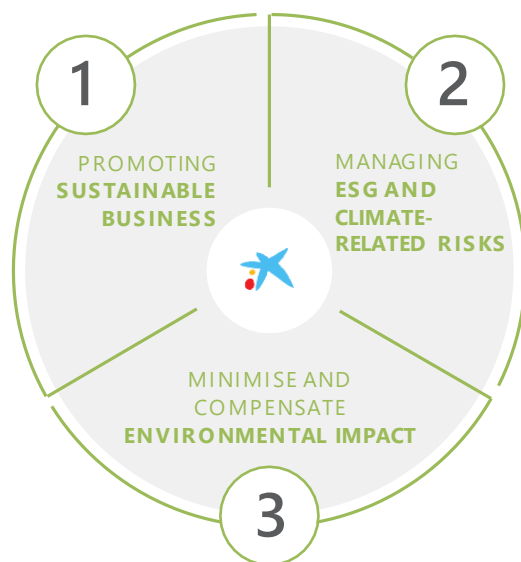 1
PROMOTING
SUSTAINABLE
BUSINESS
2
MANAGING
ESG AND
CLIMATE-
RELATED RISKS
MINIMISE AND
COMPENSATE
ENVIRONMENTAL IMPACT
3